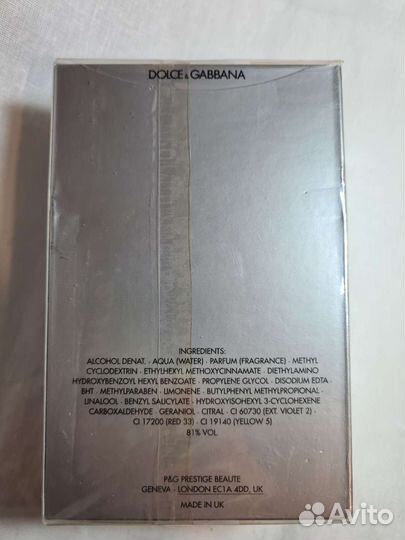 DOLCE & GABBANA
INGREDIENTS:
ALCOHOL DENAT. · AQUA (WATER) · PARFUM (FRAGRANCE) · METHYL
CYCLODEXTRIN · ETHYLHEXYL METHOXYCINNAMATE · DIETHYLAMINO
HYDROXYBENZOYL HEXYL BENZOATE · PROPYLENE GLYCOL · DISODIUM EDTA ·
BHT · METHYLPARABEN · LIMONENE · BUTYLPHENYL METHYLPROPIONAL ·
LINALOOL · BENZYL SALICYLATE · HYDROXYISOHEXYL 3-CYCLOHEXENE
CARBOXALDEHYDE · GERANIOL · CITRAL · CI 60730 (EXT. VIOLET 2) ·
CI 17200 (RED 33) · CI 19140 (YELLOW 5)
81% VOL.
P&G PRESTIGE BEAUTE
GENEVA - LONDON EC1A 4DD, UK
MADE IN UK
Avito